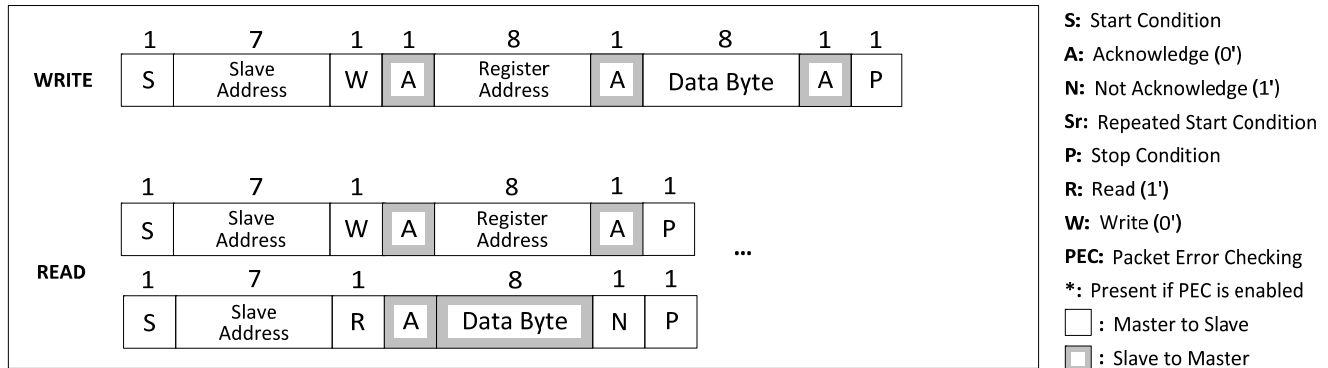 1 7 1 1 8 1 8 1 1
WRITE S Slave Address W A Register Address A Data Byte A P
1 7 1 8 1 1
S Slave Address W A Register Address A P ...
READ
1 7 1 8 1 1
S Slave Address R A Data Byte N P
S: Start Condition
A: Acknowledge (0')
N: Not Acknowledge (1')
Sr: Repeated Start Condition
P: Stop Condition
R: Read (1')
W: Write (0')
PEC: Packet Error Checking
*: Present if PEC is enabled
: Master to Slave
: Slave to Master